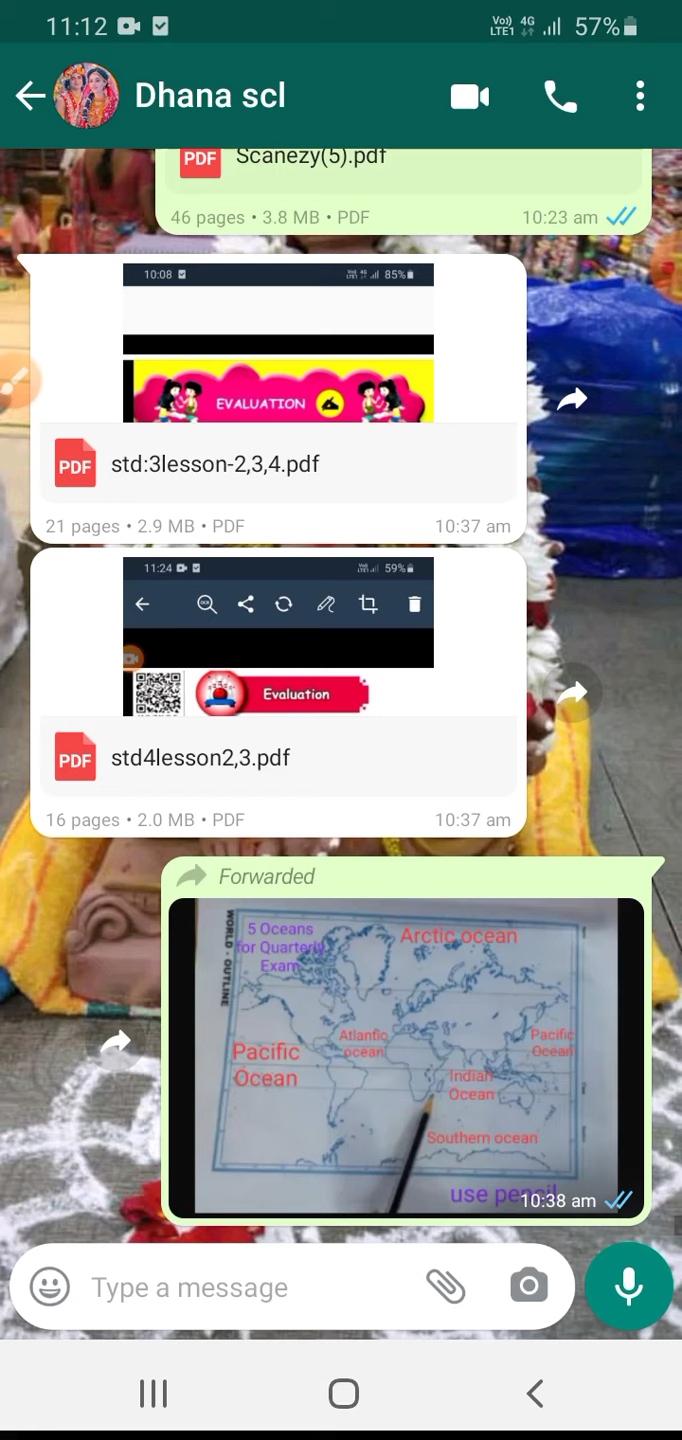 11:12 Vo)) 4G LTE1 57%
Dhana scl
PDF Scanezy(5).pdf
46 pages • 3.8 MB • PDF 10:23 am
10:08 85%
EVALUATION
PDF std:3lesson-2,3,4.pdf
21 pages • 2.9 MB • PDF 10:37 am
11:24 59%
Evaluation
PDF std4lesson2,3.pdf
16 pages • 2.0 MB • PDF 10:37 am
Forwarded
WORLD - OUTLINE
5 Oceans
for Quarterly
Exam
Arctic ocean
Pacific
Ocean
Atlantic
ocean
Pacific
Ocean
Indian
Ocean
Southern ocean
use pencil
10:38 am
Type a message